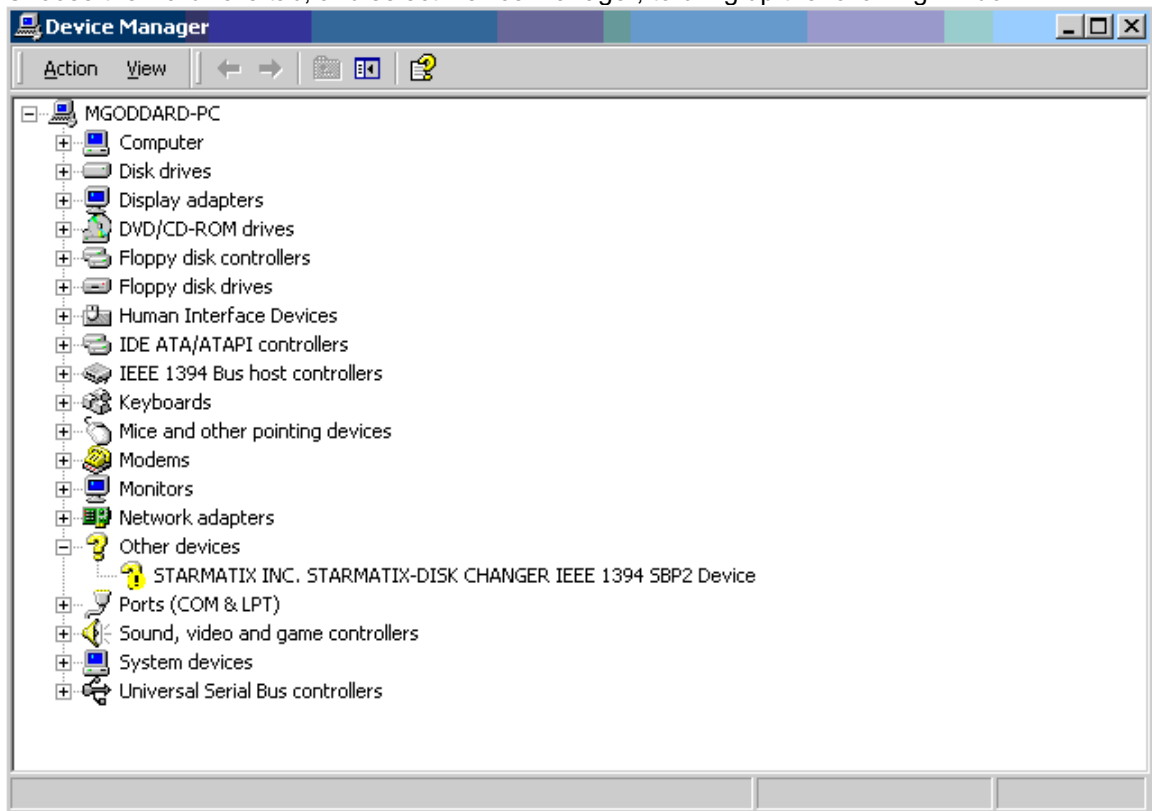 Device Manager
Action View
MGODDARD-PC
Computer
Disk drives
Display adapters
DVD/CD-ROM drives
Floppy disk controllers
Floppy disk drives
Human Interface Devices
IDE ATA/ATAPI controllers
IEEE 1394 Bus host controllers
Keyboards
Mice and other pointing devices
Modems
Monitors
Network adapters
Other devices
STARMATIX INC. STARMATIX-DISK CHANGER IEEE 1394 SBP2 Device
Ports (COM & LPT)
Sound, video and game controllers
System devices
Universal Serial Bus controllers